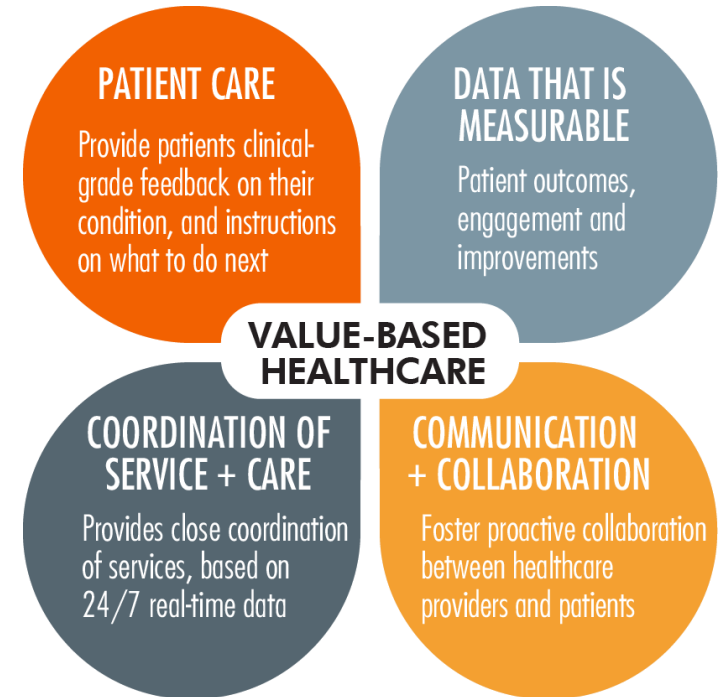 PATIENT CARE
Provide patients clinical-
grade feedback on their
condition, and instructions
on what to do next
DATA THAT IS
MEASURABLE
Patient outcomes,
engagement and
improvements
VALUE-BASED
HEALTHCARE
COORDINATION OF
SERVICE + CARE
Provides close coordination
of services, based on
24/7 real-time data
COMMUNICATION
+ COLLABORATION
Foster proactive collaboration
between healthcare
providers and patients